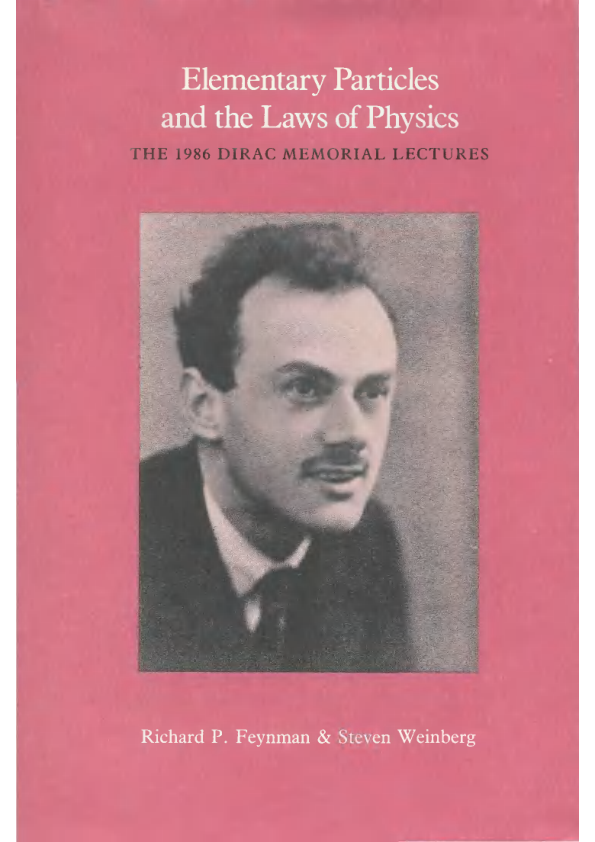 Elementary Particles
and the Laws of Physics
THE 1986 DIRAC MEMORIAL LECTURES
Richard P. Feynman & Steven Weinberg